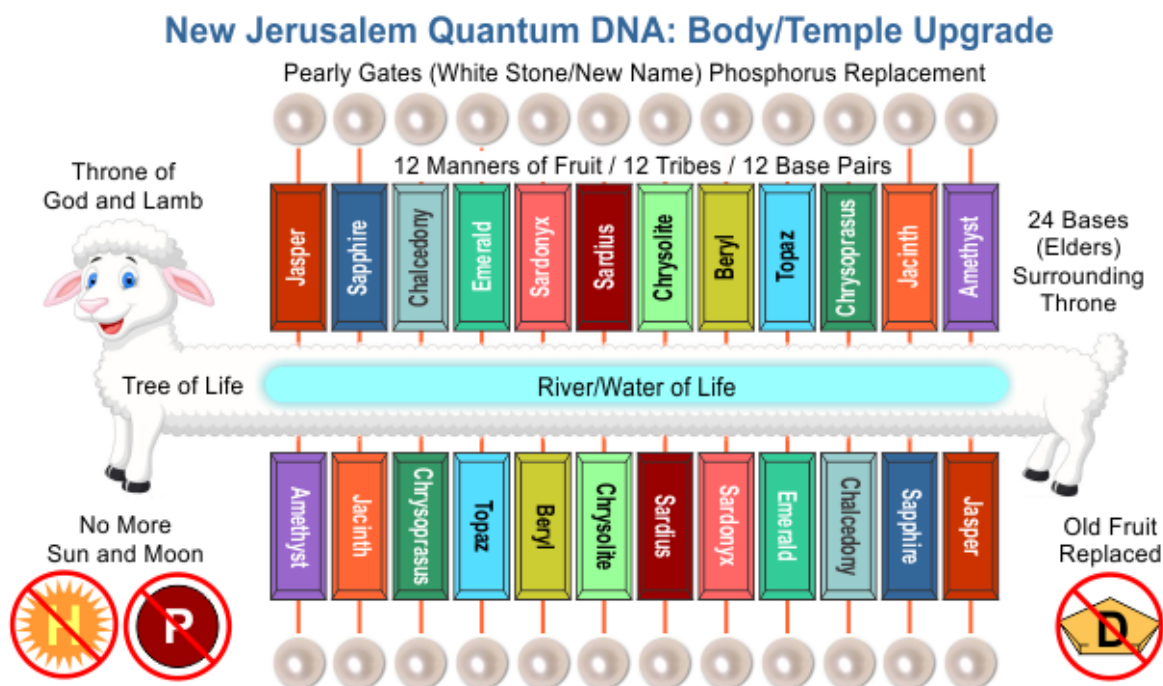 New Jerusalem Quantum DNA: Body/Temple Upgrade
Pearly Gates (White Stone/New Name) Phosphorus Replacement
12 Manners of Fruit / 12 Tribes / 12 Base Pairs
Throne of
God and Lamb
Jasper
Sapphire
Chalcedony
Emerald
Sardonyx
Sardius
Chrysolite
Beryl
Topaz
Chrysoprasus
Jacinth
Amethyst
24 Bases
(Elders)
Surrounding
Throne
Tree of Life
River/Water of Life
Amethyst
Jacinth
Chrysoprasus
Topaz
Beryl
Chrysolite
Sardius
Sardonyx
Emerald
Chalcedony
Sapphire
Jasper
No More
Sun and Moon
H
P
Old Fruit
Replaced
D